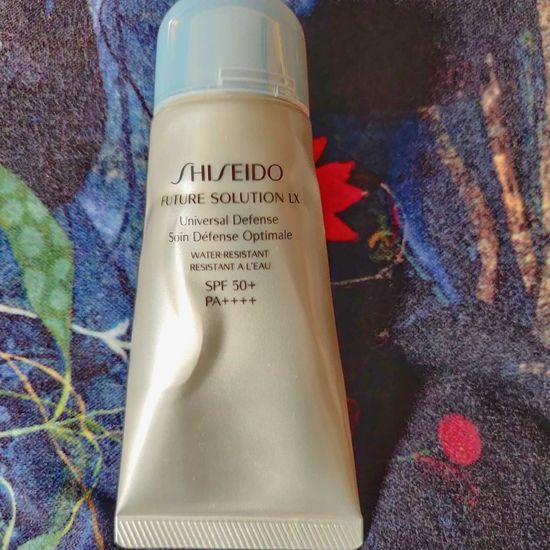 SHISEIDO
FUTURE SOLUTION LX
Universal Defense
Soin Défense Optimale
WATER-RESISTANT
RESISTANT A L'EAU
SPF 50+
PA++++